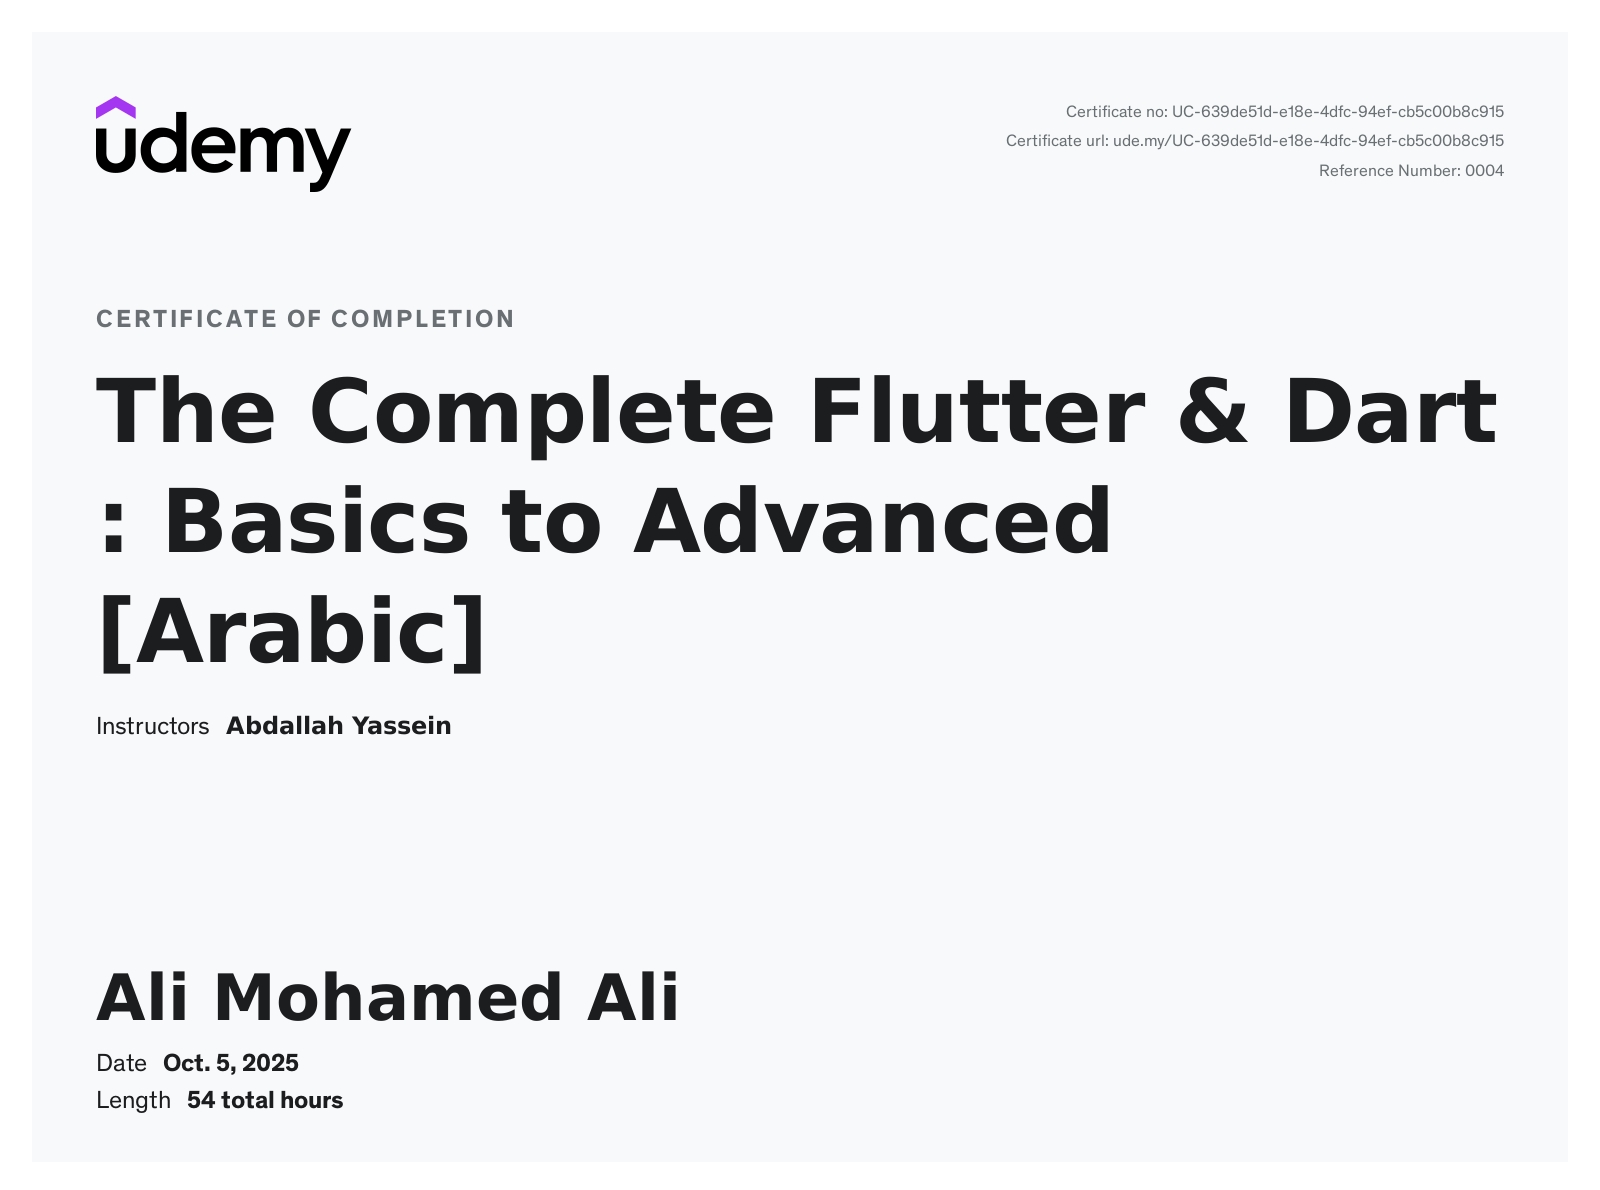 udemy
Certificate no: UC-639de51d-e18e-4dfc-94ef-cb5c00b8c915
Certificate url: ude.my/UC-639de51d-e18e-4dfc-94ef-cb5c00b8c915
Reference Number: 0004
CERTIFICATE OF COMPLETION
The Complete Flutter & Dart
: Basics to Advanced
[Arabic]
Instructors Abdallah Yassein
Ali Mohamed Ali
Date Oct. 5, 2025
Length 54 total hours